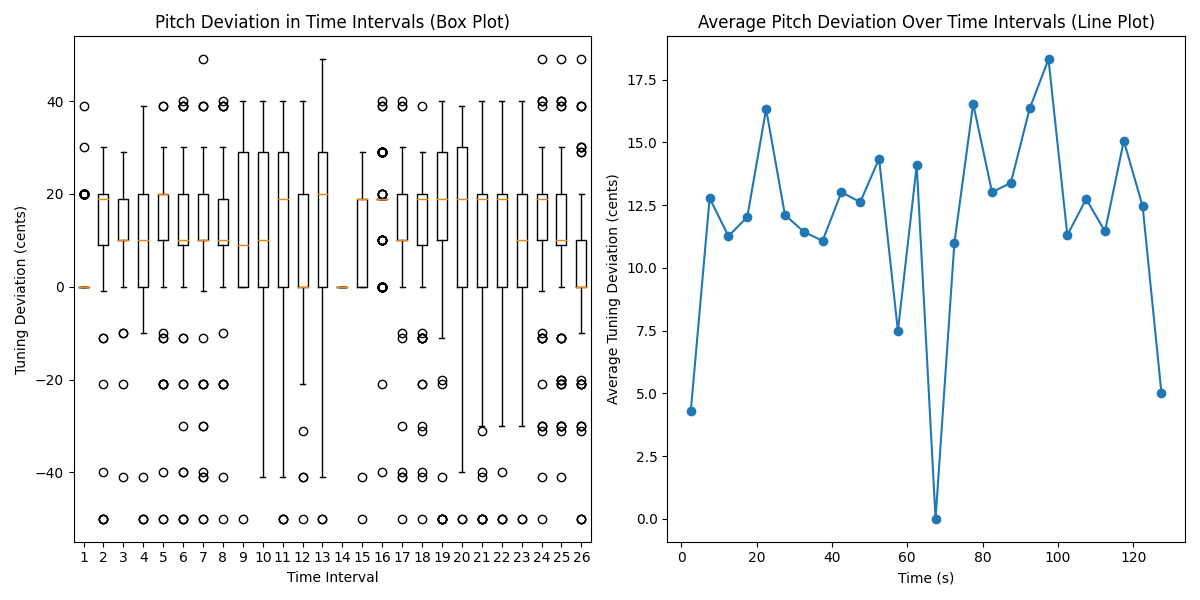 Pitch Deviation in Time Intervals (Box Plot)
Tuning Deviation (cents)
40
20
0
−20
−40
1 2 3 4 5 6 7 8 9 10 11 12 13 14 15 16 17 18 19 20 21 22 23 24 25 26
Time Interval
Average Pitch Deviation Over Time Intervals (Line Plot)
Average Tuning Deviation (cents)
17.5
15.0
12.5
10.0
7.5
5.0
2.5
0.0
0 20 40 60 80 100 120
Time (s)